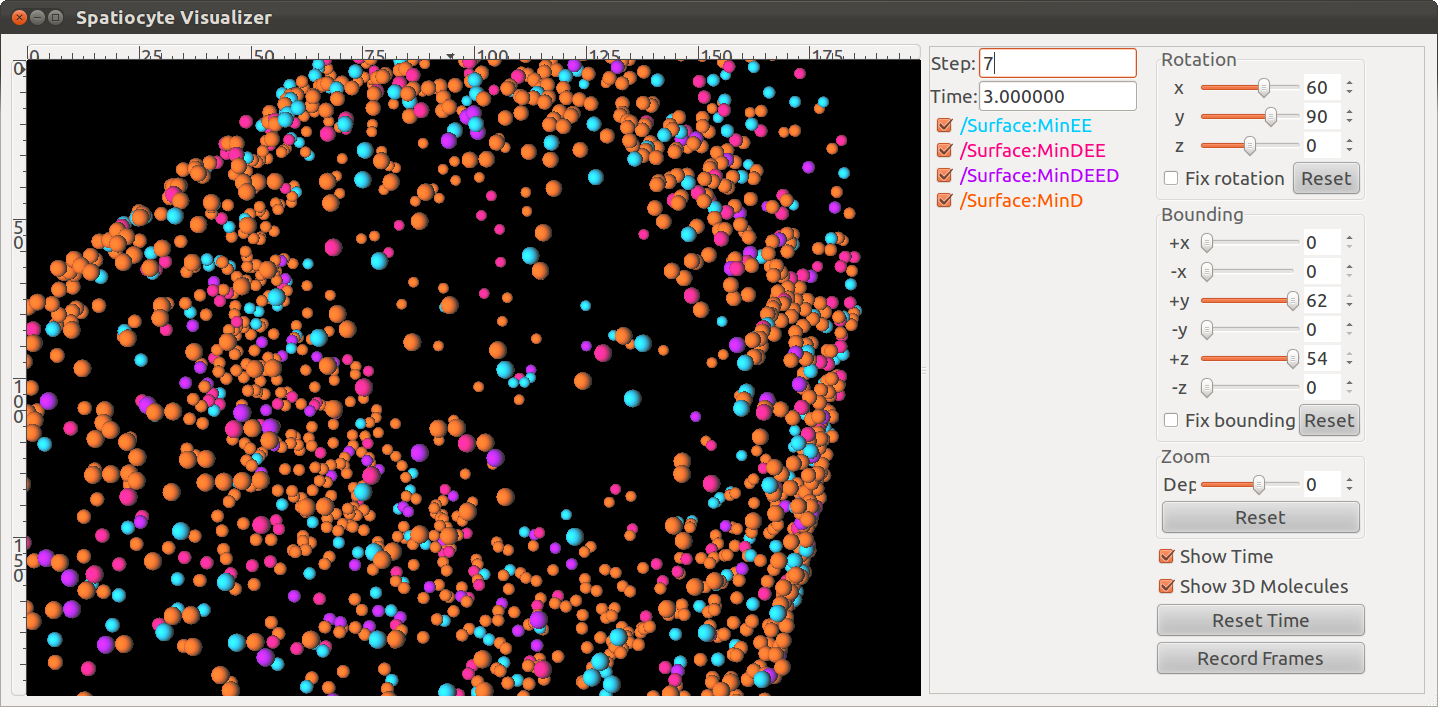 Spatiocyte Visualizer
0 25 50 75 100 125 150 175
0
50
100
150
Step: 7
Time: 3.000000
/Surface:MinEE
/Surface:MinDEE
/Surface:MinDEED
/Surface:MinD
Rotation
x 60
y 90
z 0
Fix rotation Reset
Bounding
+x 0
-x 0
+y 62
-y 0
+z 54
-z 0
Fix bounding Reset
Zoom
Dep 0
Reset
Show Time
Show 3D Molecules
Reset Time
Record Frames